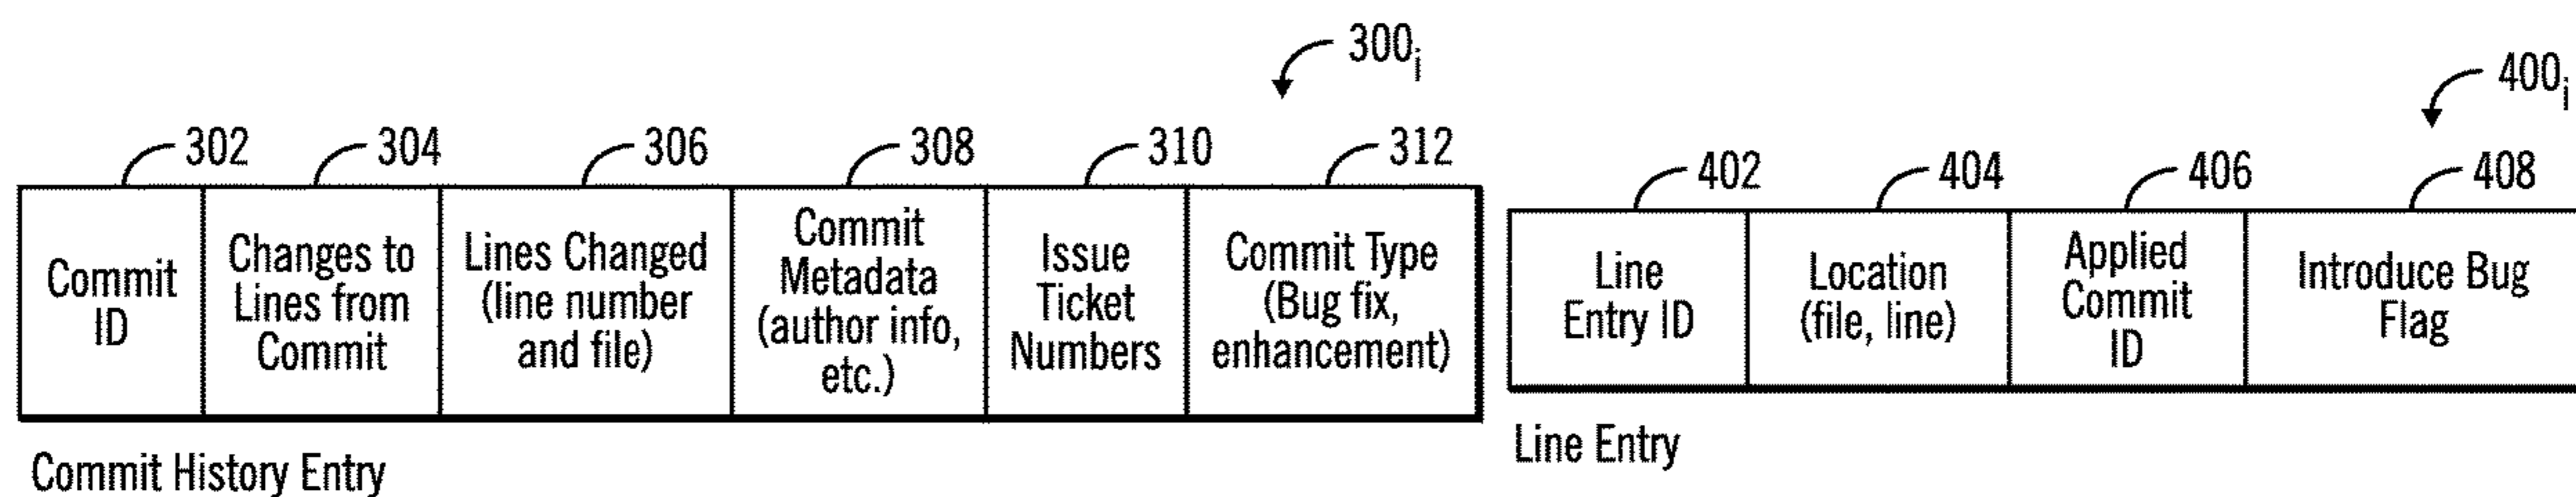 300i
400i
302
304
306
308
310
312
402
404
406
408
Commit
ID
Changes to
Lines from
Commit
Lines Changed
(line number
and file)
Commit
Metadata
(author info,
etc.)
Issue
Ticket
Numbers
Commit Type
(Bug fix,
enhancement)
Line
Entry ID
Location
(file, line)
Applied
Commit
ID
Introduce Bug
Flag
Commit History Entry
Line Entry